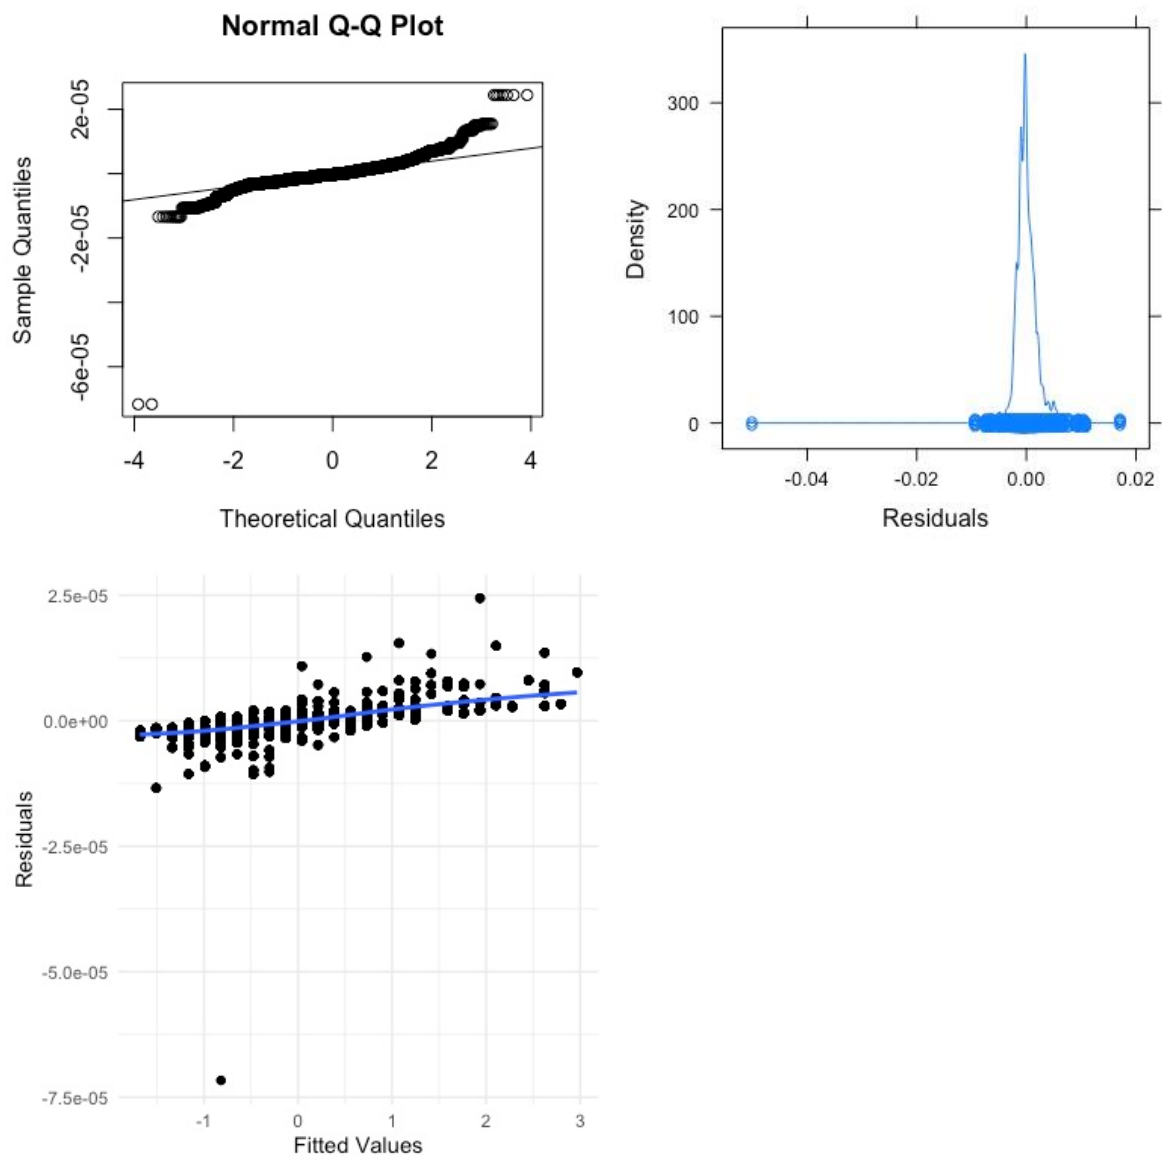 Normal Q-Q Plot
Sample Quantiles
2e-05
-2e-05
-6e-05
-4 -2 0 2 4
Theoretical Quantiles
Density
300
200
100
0
-0.04 -0.02 0.00 0.02
Residuals
Residuals
2.5e-05
0.0e+00
-2.5e-05
-5.0e-05
-7.5e-05
-1 0 1 2 3
Fitted Values